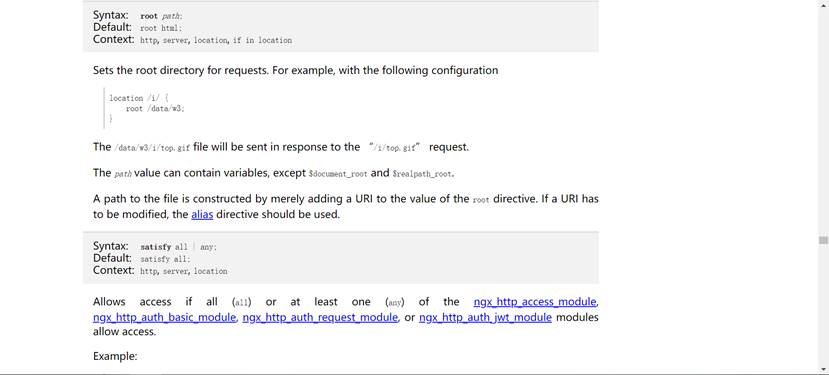 Syntax: root path;
Default: root html;
Context: http, server, location, if in location
Sets the root directory for requests. For example, with the following configuration
location /i/ {
    root /data/w3;
}
The /data/w3/i/top.gif file will be sent in response to the “/i/top.gif” request.
The path value can contain variables, except $document_root and $realpath_root.
A path to the file is constructed by merely adding a URI to the value of the root directive. If a URI has
to be modified, the alias directive should be used.
Syntax: satisfy all | any;
Default: satisfy all;
Context: http, server, location
Allows access if all (all) or at least one (any) of the ngx_http_access_module,
ngx_http_auth_basic_module, ngx_http_auth_request_module, or ngx_http_auth_jwt_module modules
allow access.
Example: